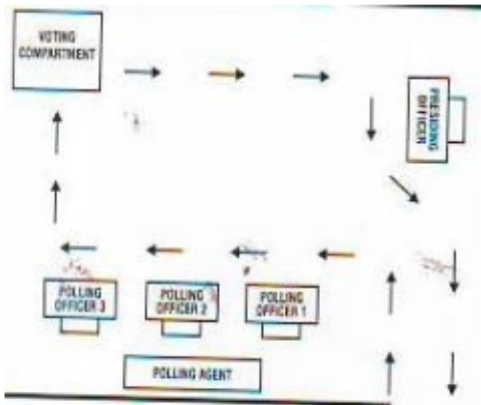 VOTING
COMPARTMENT
PRESIDING
OFFICER
POLLING
OFFICER 3
POLLING
OFFICER 2
POLLING
OFFICER 1
POLLING AGENT